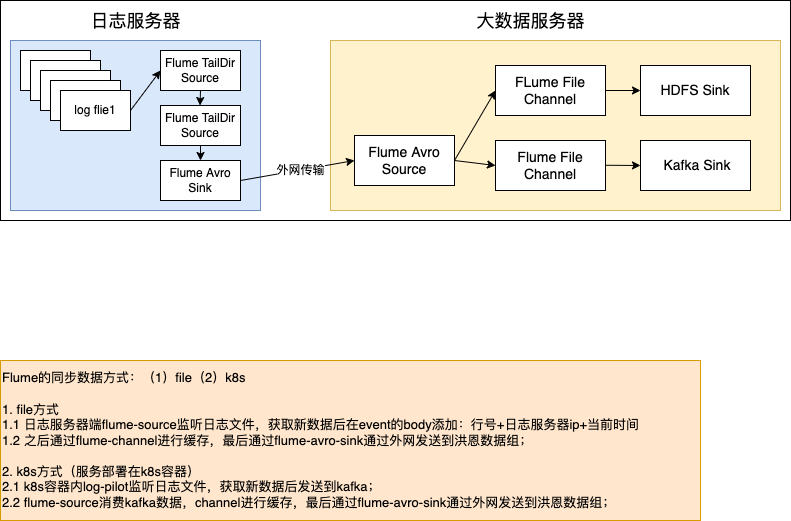 日志服务器
大数据服务器
log flie1
Flume TailDir
Source
Flume TailDir
Source
Flume Avro
Sink
外网传输
Flume Avro
Source
FLume File
Channel
HDFS Sink
Flume File
Channel
Kafka Sink
Flume的同步数据方式：（1）file（2）k8s
1. file方式
1.1 日志服务器端flume-source监听日志文件，获取新数据后在event的body添加：行号+日志服务器ip+当前时间
1.2 之后通过flume-channel进行缓存，最后通过flume-avro-sink通过外网发送到洪恩数据组；
2. k8s方式（服务部署在k8s容器）
2.1 k8s容器内log-pilot监听日志文件，获取新数据后发送到kafka；
2.2 flume-source消费kafka数据，channel进行缓存，最后通过flume-avro-sink通过外网发送到洪恩数据组；